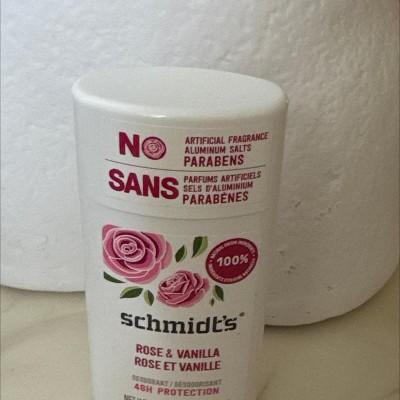 NO
ARTIFICIAL FRAGRANCE
ALUMINUM SALTS
PARABENS
SANS
PARFUMS ARTIFICIELS
SELS D'ALUMINIUM
PARABÈNES
100%
schmidt's®
ROSE & VANILLA
ROSE ET VANILLE
DEODORANT / DÉSODORISANT
48H PROTECTION